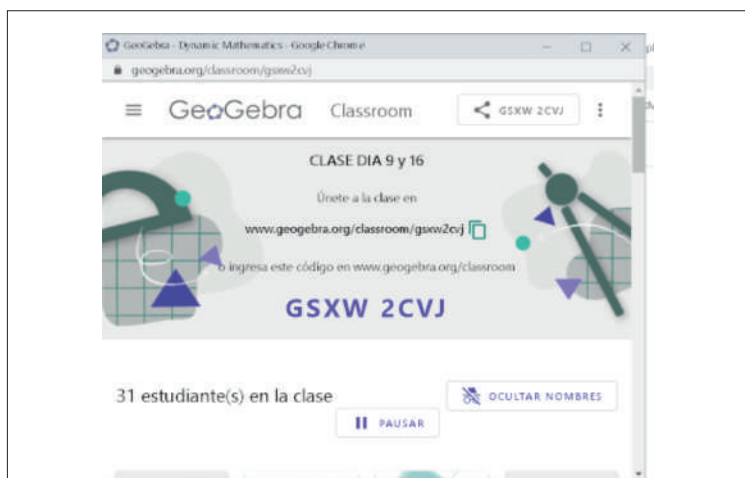 GeoGebra - Dynamic Mathematics - Google Chrome
geogebra.org/classroom/gsxw2cvj
GeoGebra Classroom GSXW 2CVJ
CLASE DIA 9 y 16
Únete a la clase en
www.geogebra.org/classroom/gsxw2cvj
o ingresa este código en www.geogebra.org/classroom
GSXW 2CVJ
31 estudiante(s) en la clase
OCULTAR NOMBRES
PAUSAR